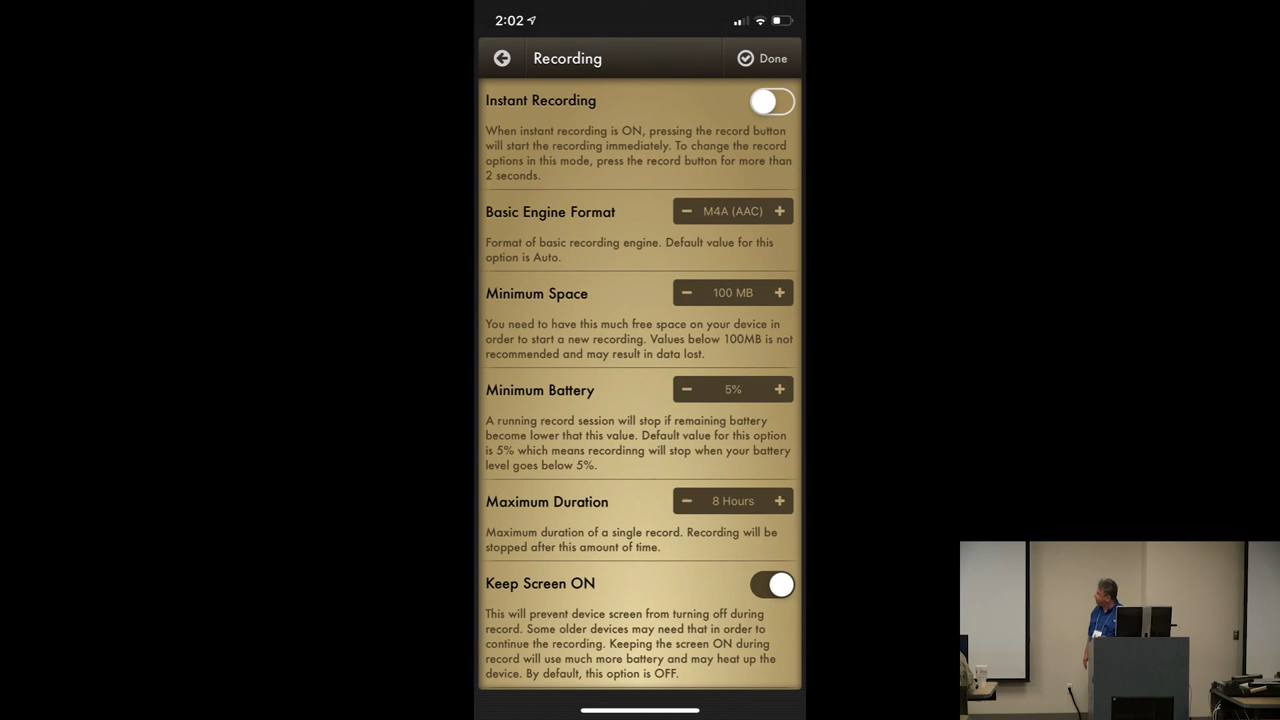 2:02
Recording
Done
Instant Recording
When instant recording is ON, pressing the record button
will start the recording immediately. To change the record
options in this mode, press the record button for more than
2 seconds.
Basic Engine Format
− M4A (AAC) +
Format of basic recording engine. Default value for this
option is Auto.
Minimum Space
− 100 MB +
You need to have this much free space on your device in
order to start a new recording. Values below 100MB is not
recommended and may result in data lost.
Minimum Battery
− 5% +
A running record session will stop if remaining battery
become lower that this value. Default value for this option
is 5% which means recordinng will stop when your battery
level goes below 5%.
Maximum Duration
− 8 Hours +
Maximum duration of a single record. Recording will be
stopped after this amount of time.
Keep Screen ON
This will prevent device screen from turning off during
record. Some older devices may need that in order to
continue the recording. Keeping the screen ON during
record will use much more battery and may heat up the
device. By default, this option is OFF.